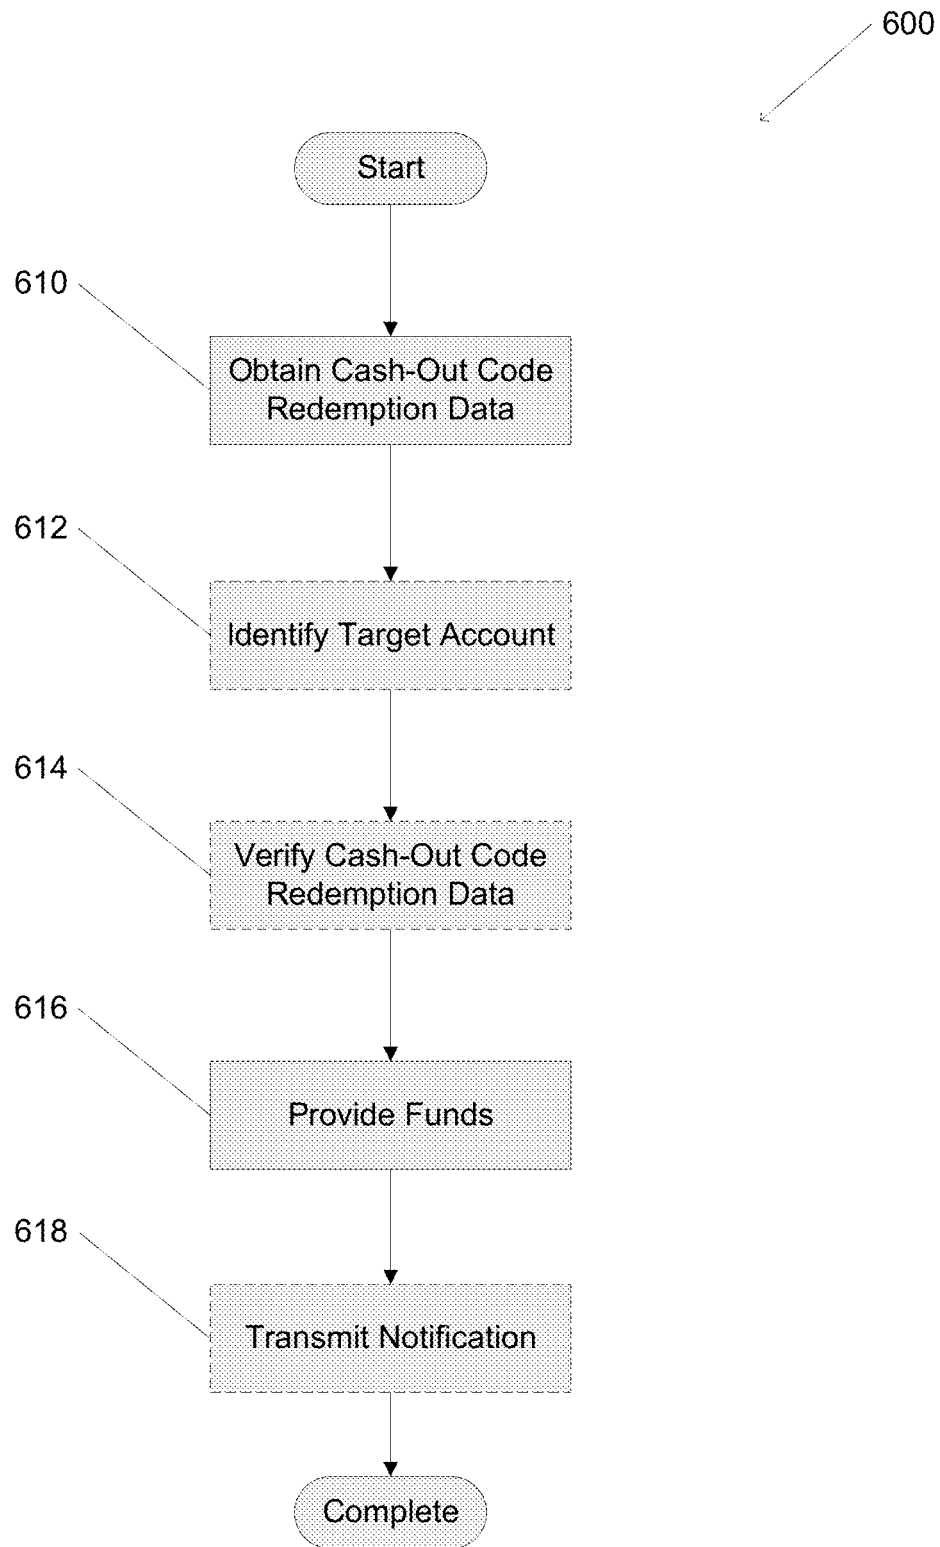 600
Start
610
Obtain Cash-Out Code
Redemption Data
612
Identify Target Account
614
Verify Cash-Out Code
Redemption Data
616
Provide Funds
618
Transmit Notification
Complete